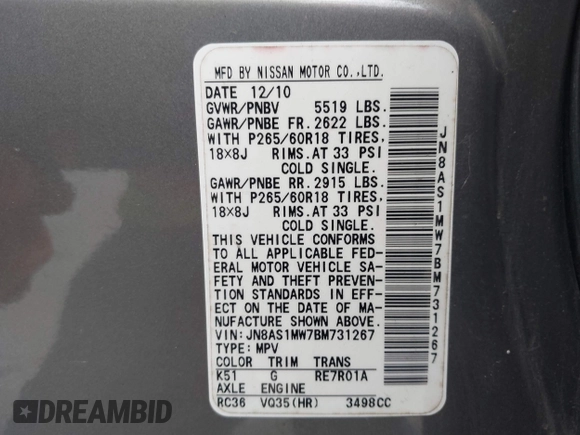 MFD BY NISSAN MOTOR CO.,LTD.
DATE 12/10
GVWR/PNBV 5519 LBS.
GAWR/PNBE FR. 2622 LBS.
WITH P265/60R18 TIRES,
18×8J RIMS.AT 33 PSI
COLD SINGLE.
GAWR/PNBE RR. 2915 LBS.
WITH P265/60R18 TIRES,
18×8J RIMS.AT 33 PSI
COLD SINGLE.
THIS VEHICLE CONFORMS
TO ALL APPLICABLE FED-
ERAL MOTOR VEHICLE SA-
FETY AND THEFT PREVEN-
TION STANDARDS IN EFF-
ECT ON THE DATE OF MA-
NUFACTURE SHOWN ABOVE.
VIN: JN8AS1MW7BM731267
TYPE: MPV
COLOR TRIM TRANS
K51 G RE7R01A
AXLE ENGINE
RC36 VQ35(HR) 3498CC
JN8AS1MW7BM731267
DREAMBID